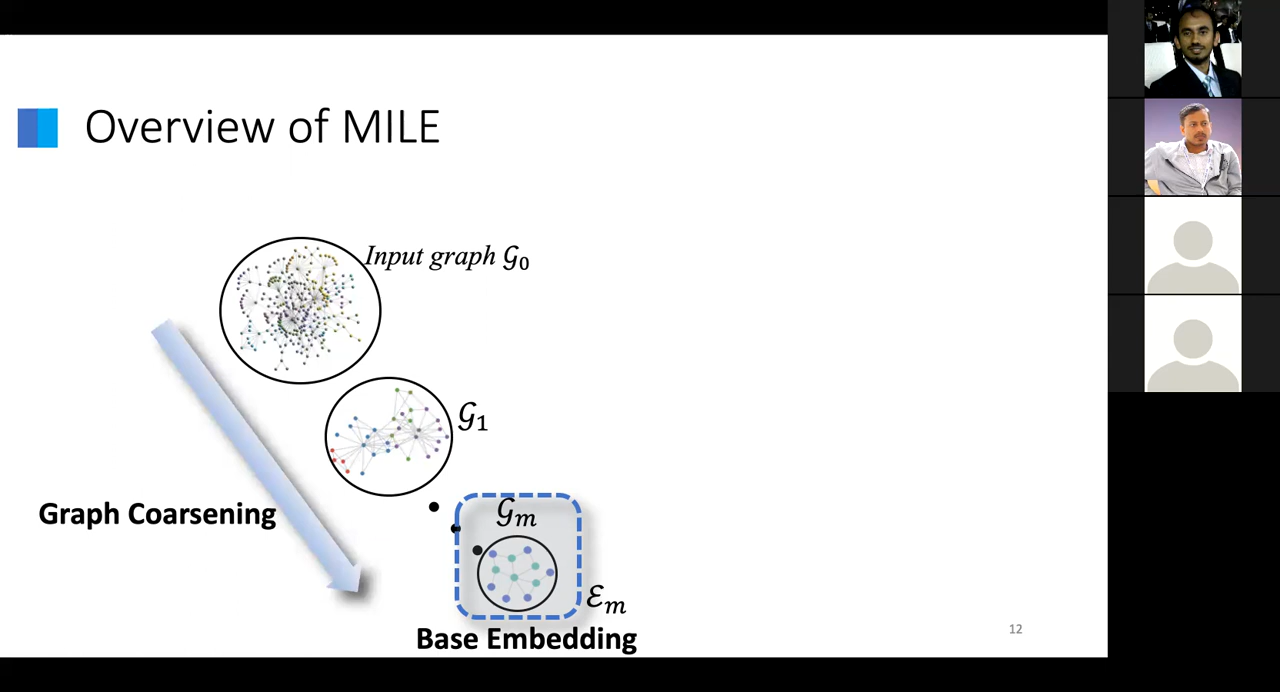 Overview of MILE
Input graph 𝒢₀
𝒢₁
Graph Coarsening
𝒢ₘ
ℰₘ
Base Embedding
12